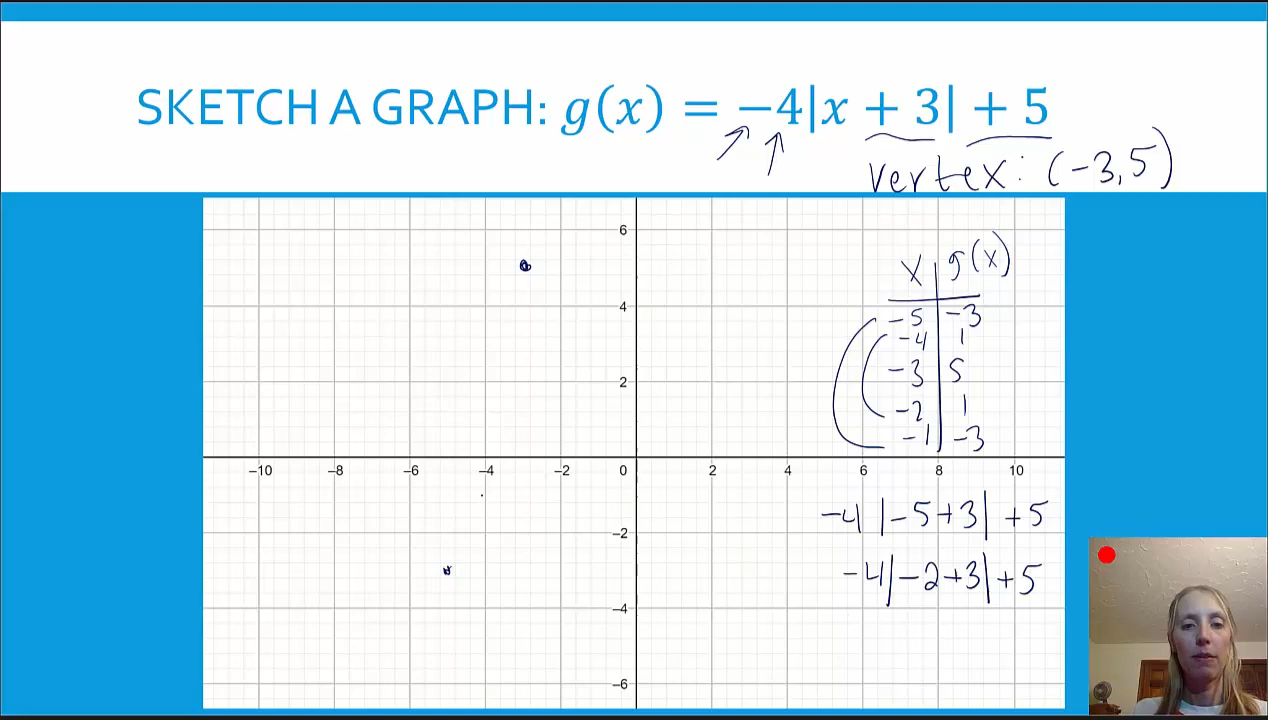 SKETCH A GRAPH: g(x) = −4|x + 3| + 5
vertex: (-3,5)
x | g(x)
-5 | -3
-4 | 1
-3 | 5
-2 | 1
-1 | -3
6
4
2
−10 −8 −6 −4 −2 0 2 4 6 8 10
−2
−4
−6
-4 |-5+3| +5
-4|-2+3|+5